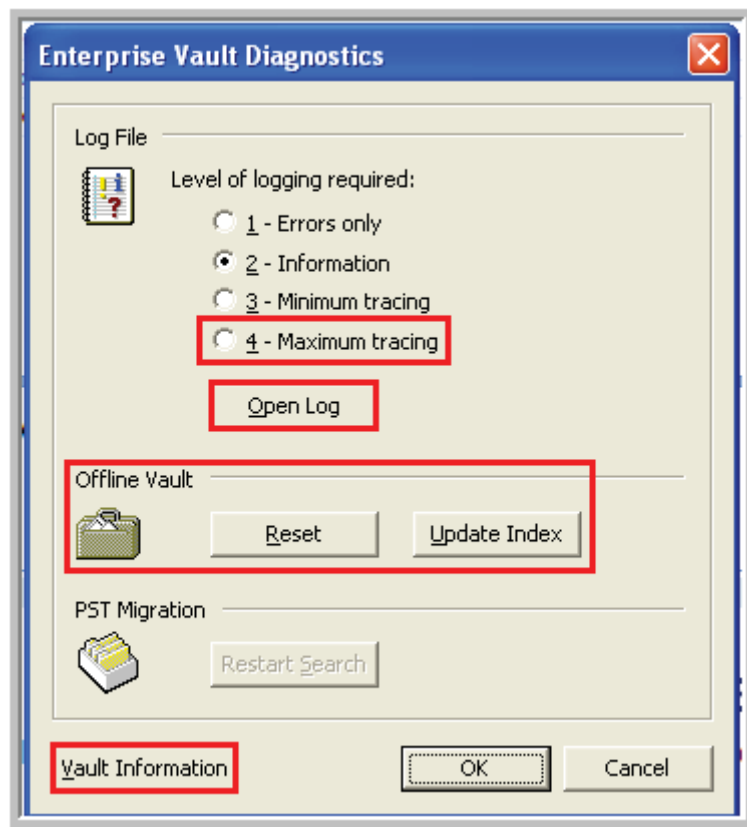 Enterprise Vault Diagnostics
Log File
Level of logging required:
1 - Errors only
2 - Information
3 - Minimum tracing
4 - Maximum tracing
Open Log
Offline Vault
Reset Update Index
PST Migration
Restart Search
Vault Information OK Cancel